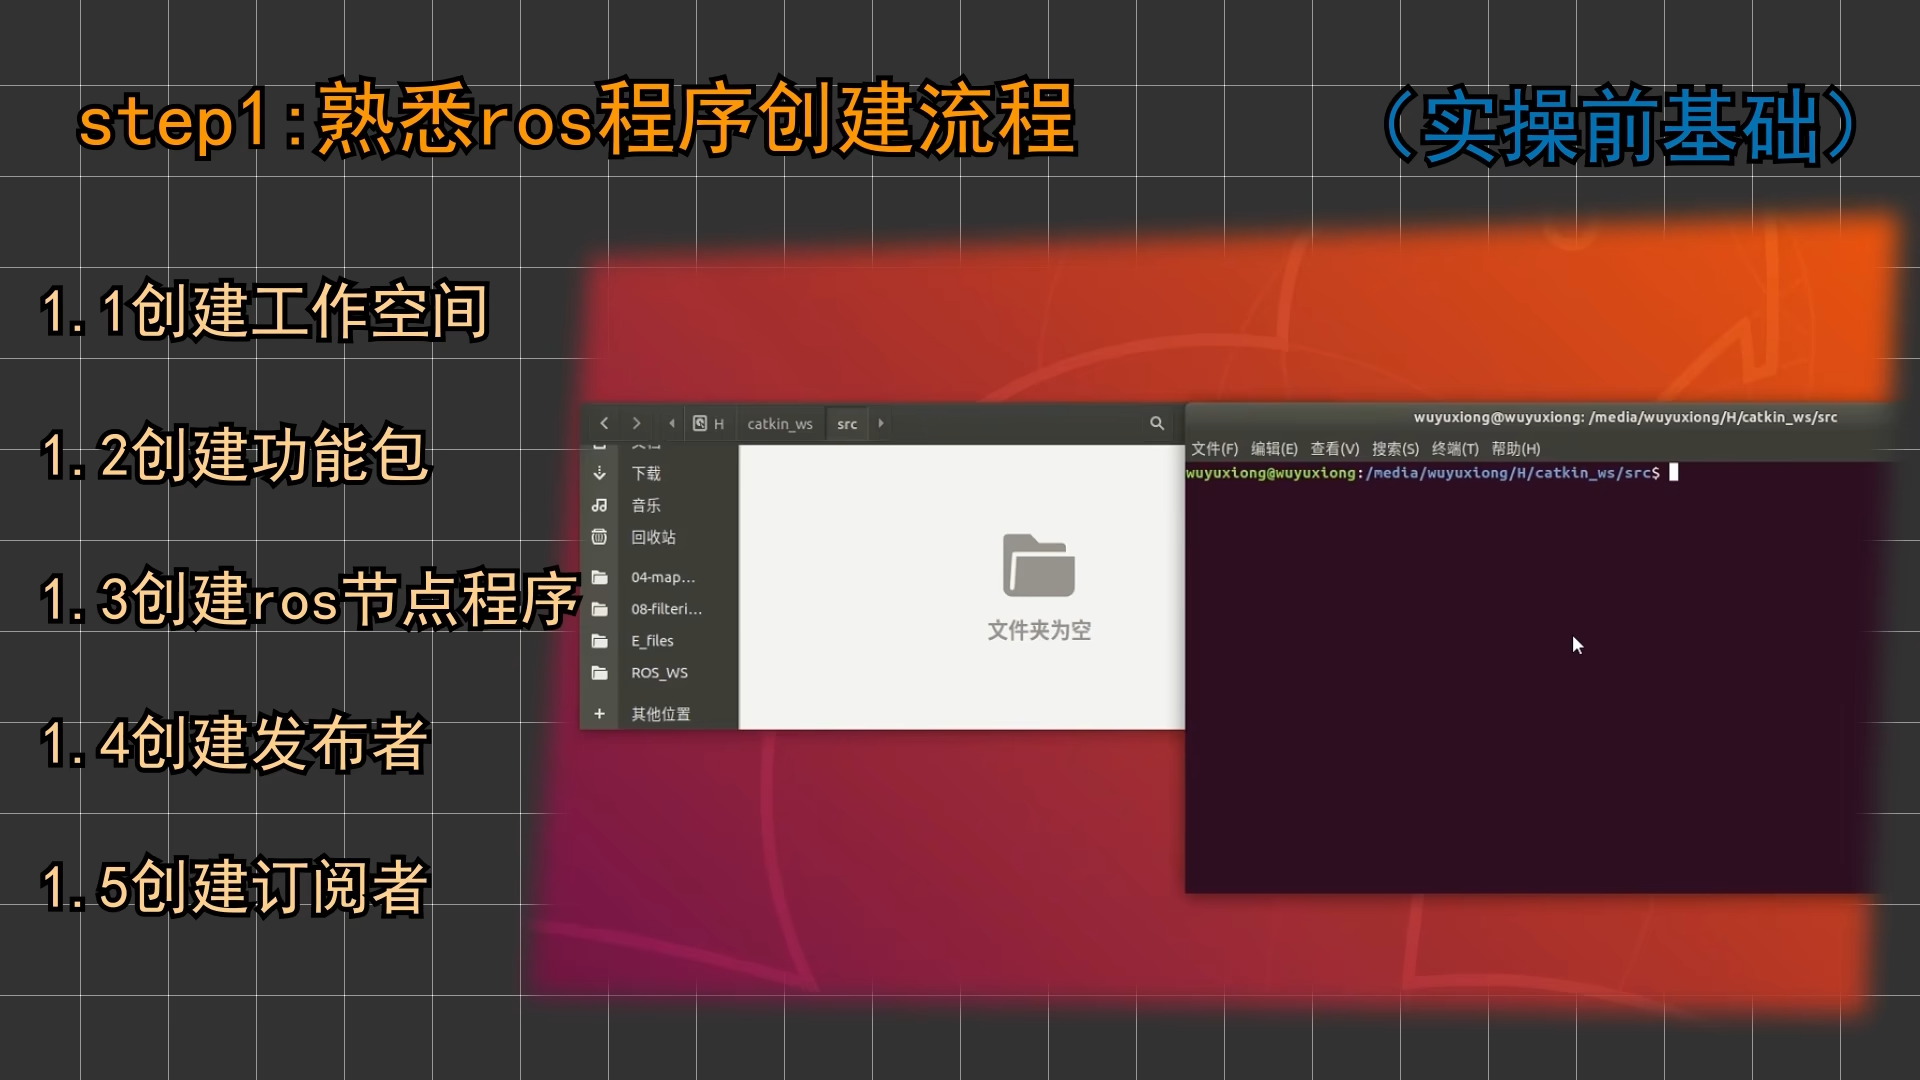 step1:熟悉ros程序创建流程
（实操前基础）
1.1创建工作空间
1.2创建功能包
1.3创建ros节点程序
1.4创建发布者
1.5创建订阅者
H catkin_ws src
下载
音乐
回收站
04-map...
08-filteri...
E_files
ROS_WS
+ 其他位置
文件夹为空
wuyuxiong@wuyuxiong: /media/wuyuxiong/H/catkin_ws/src
文件(F) 编辑(E) 查看(V) 搜索(S) 终端(T) 帮助(H)
wuyuxiong@wuyuxiong:/media/wuyuxiong/H/catkin_ws/src$